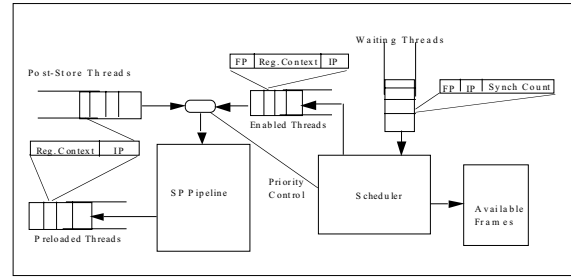 Waiting Threads
FP Reg. Context IP
Post-Store Threads
FP IP Synch Count
Enabled Threads
Reg. Context IP
SP Pipeline
Priority
Control
Scheduler
Available
Frames
Preloaded Threads